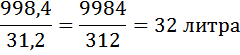 998,4/31,2 = 9984/312 = 32 литра